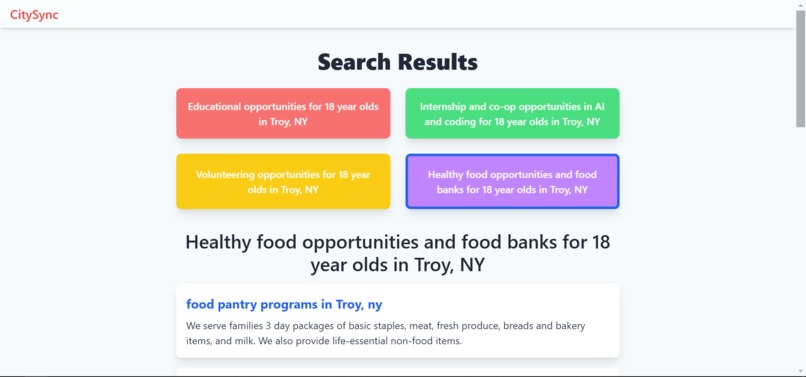 CitySync
Search Results
Educational opportunities for 18 year olds
in Troy, NY
Internship and co-op opportunities in AI
and coding for 18 year olds in Troy, NY
Volunteering opportunities for 18 year
olds in Troy, NY
Healthy food opportunities and food
banks for 18 year olds in Troy, NY
Healthy food opportunities and food banks for 18
year olds in Troy, NY
food pantry programs in Troy, ny
We serve families 3 day packages of basic staples, meat, fresh produce, breads and bakery
items, and milk. We also provide life-essential non-food items.